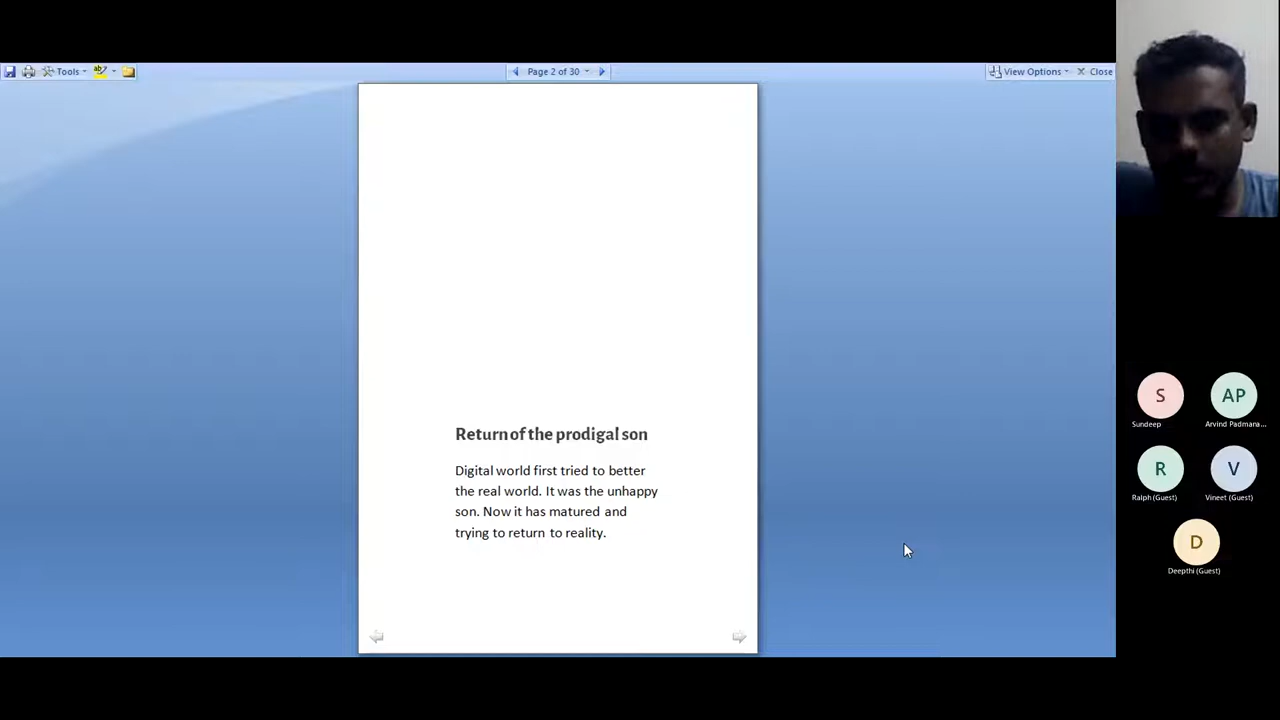 Tools
Page 2 of 30
View Options
Close
Return of the prodigal son
Digital world first tried to better
the real world. It was the unhappy
son. Now it has matured and
trying to return to reality.
S
Sundeep
AP
Arvind Padmana...
R
Ralph (Guest)
V
Vineet (Guest)
D
Deepthi (Guest)